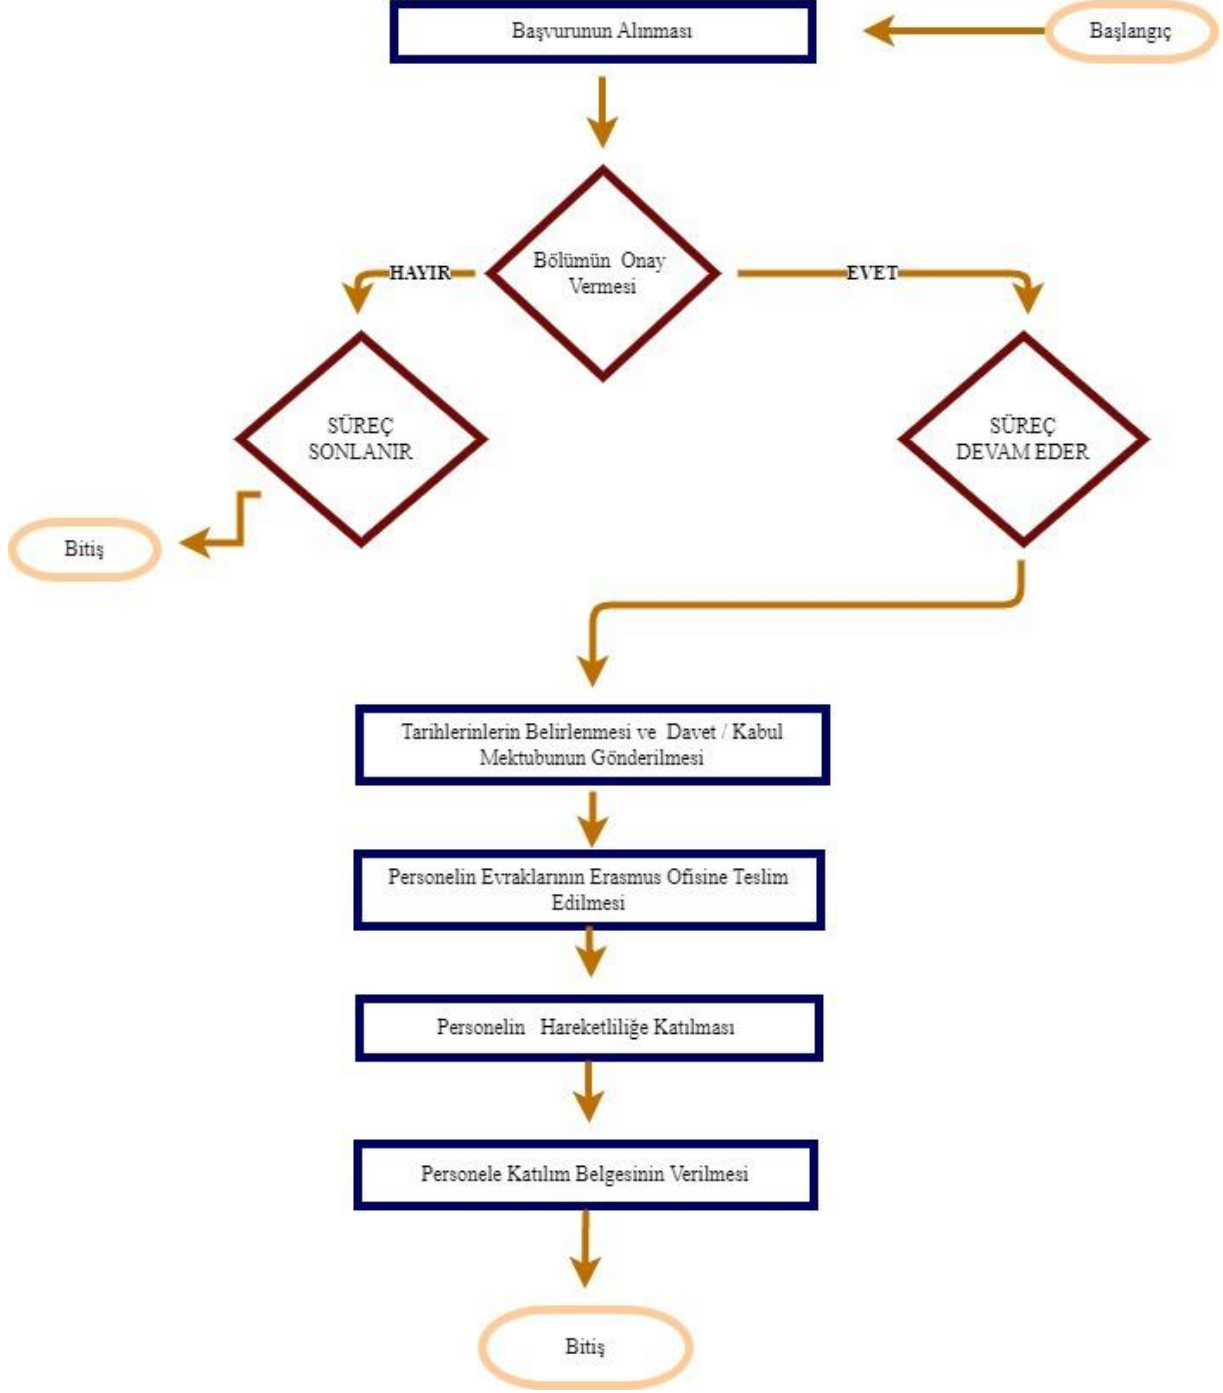 Başvurunun Alınması
Başlangıç
Bölümün Onay
Vermesi
HAYIR
EVET
SÜREÇ
SONLANIR
SÜREÇ
DEVAM EDER
Bitiş
Tarihlerinlerin Belirlenmesi ve Davet / Kabul
Mektubunun Gönderilmesi
Personelin Evraklarının Erasmus Ofisine Teslim
Edilmesi
Personelin Hareketliliğe Katılması
Personele Katılım Belgesinin Verilmesi
Bitiş